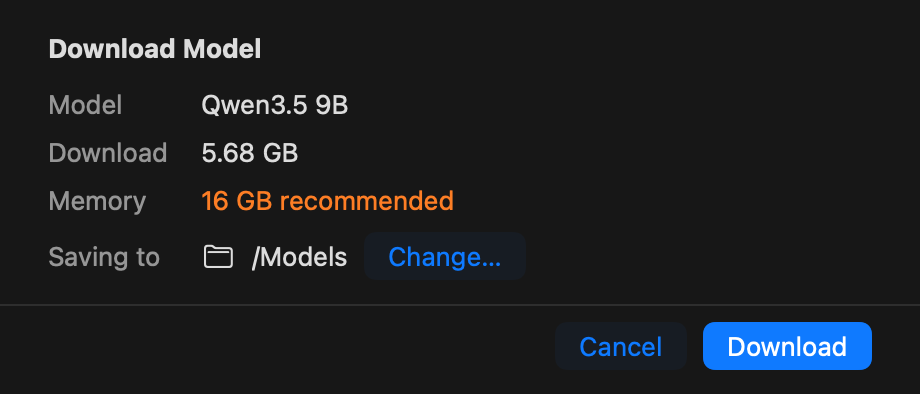 Download Model
Model Qwen3.5 9B
Download 5.68 GB
Memory 16 GB recommended
Saving to /Models Change...
Cancel Download